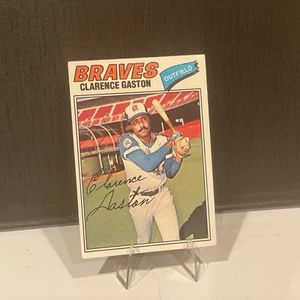 BRAVES
CLARENCE GASTON
OUTFIELD
Clarence
Gaston